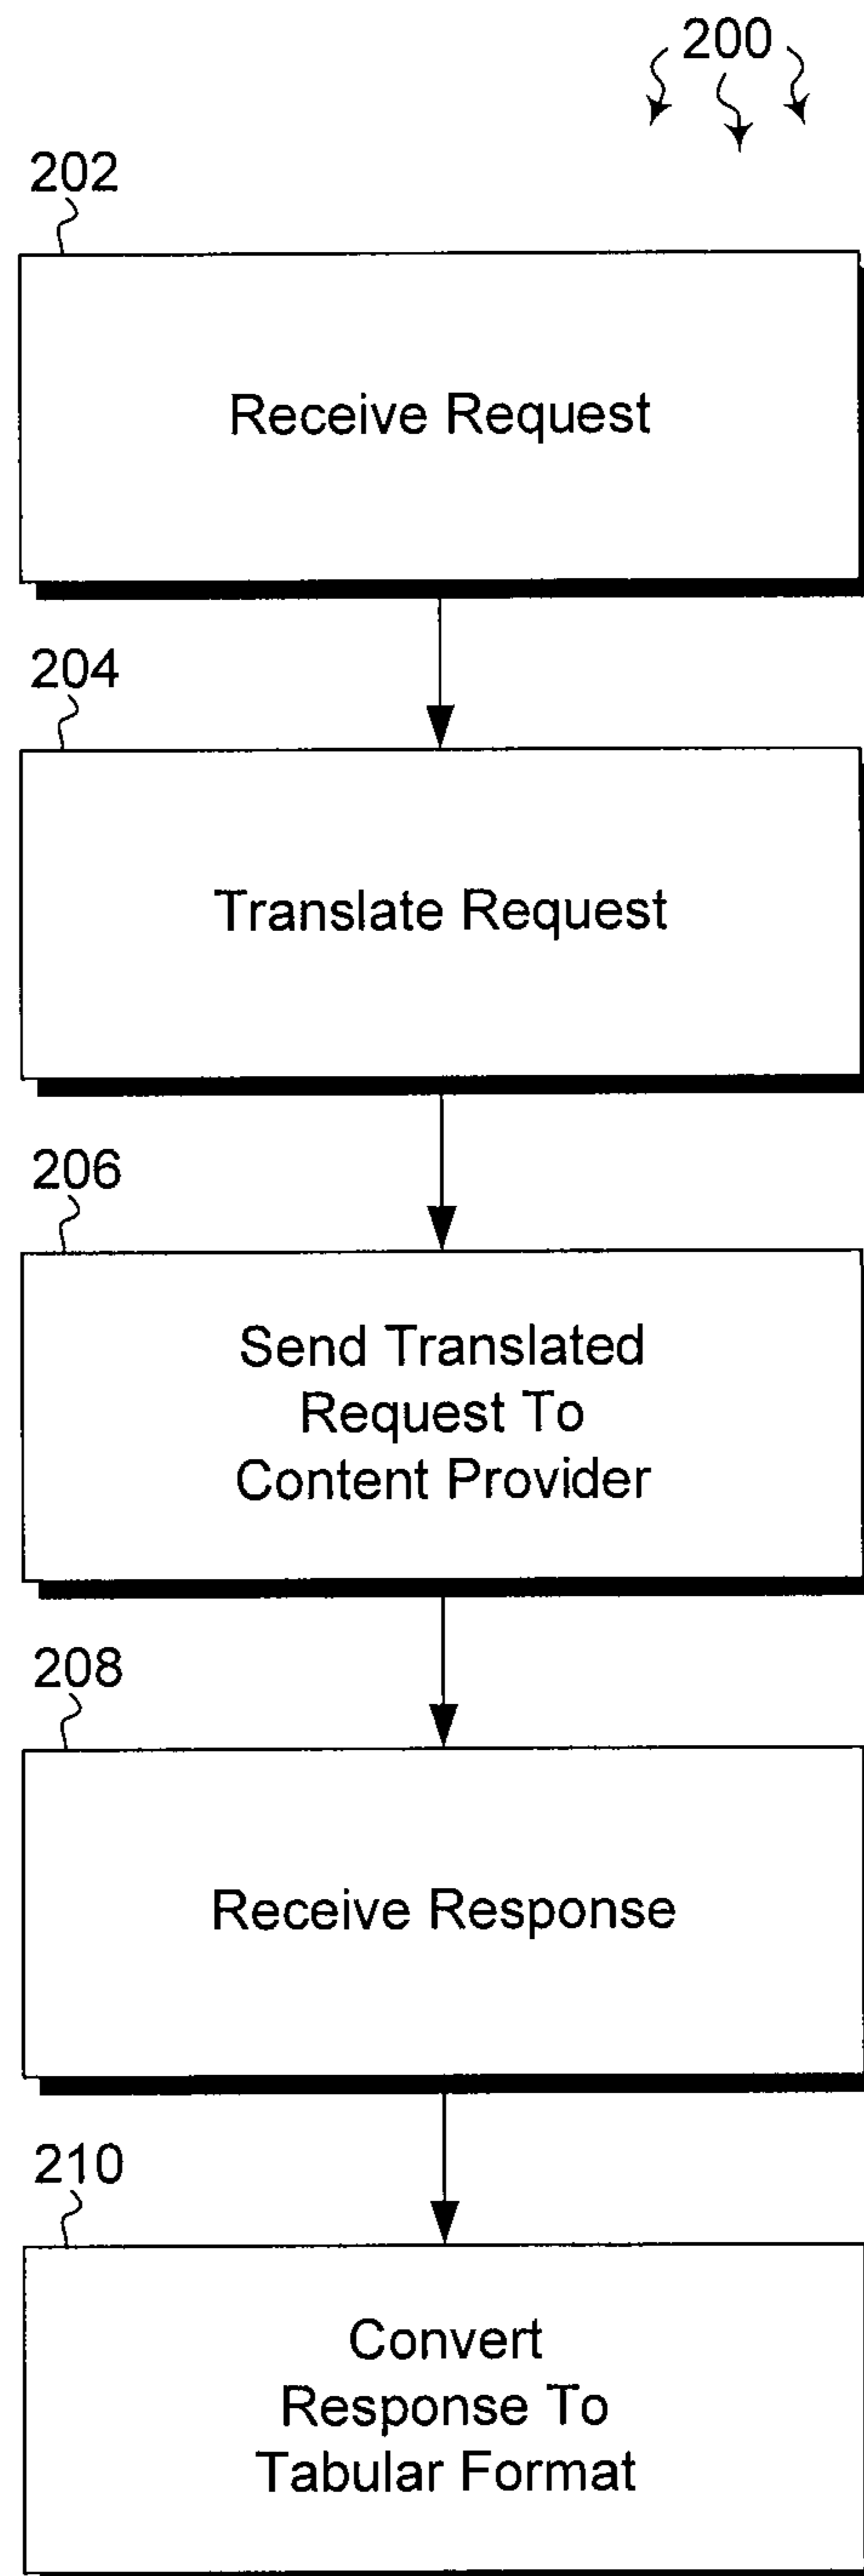 200
202
Receive Request
204
Translate Request
206
Send Translated
Request To
Content Provider
208
Receive Response
210
Convert
Response To
Tabular Format